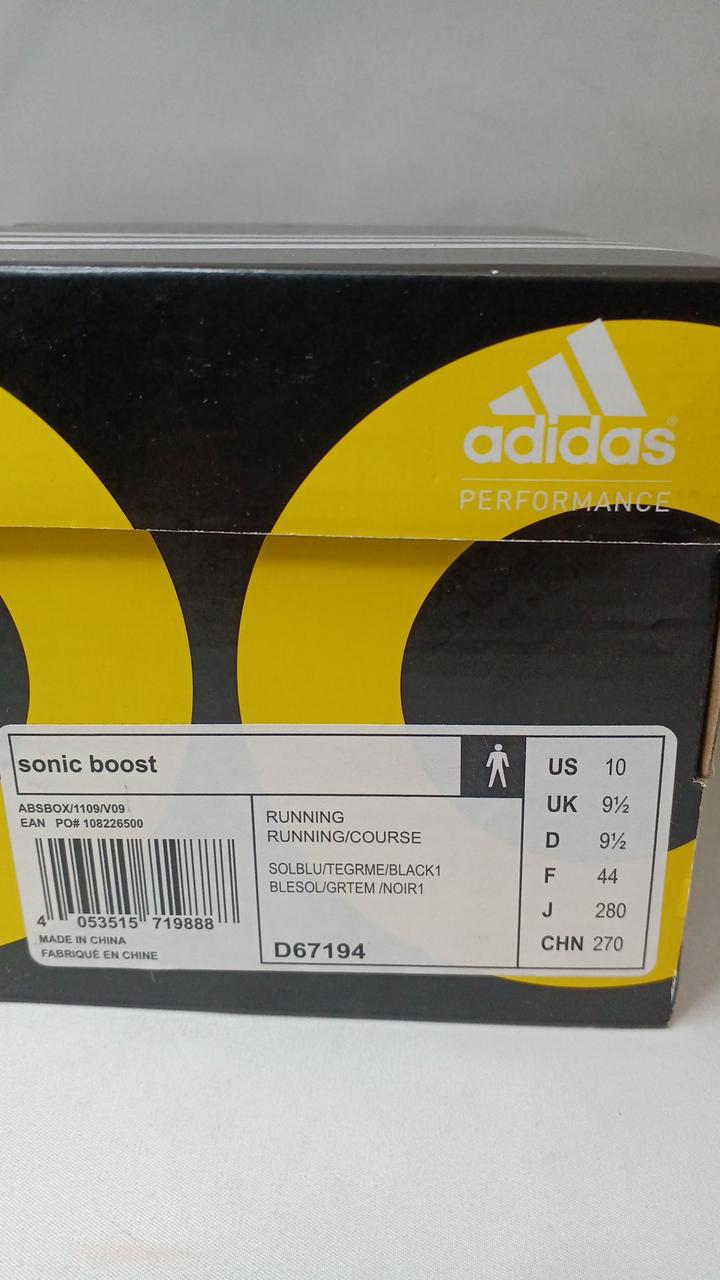 adidas®
PERFORMANCE
sonic boost
ABSBOX/1109/V09
EAN PO# 108226500
4 053515 719888
MADE IN CHINA
FABRIQUÉ EN CHINE
RUNNING
RUNNING/COURSE
SOLBLU/TEGRME/BLACK1
BLESOL/GRTEM /NOIR1
D67194
US 10
UK 9½
D 9½
F 44
J 280
CHN 270